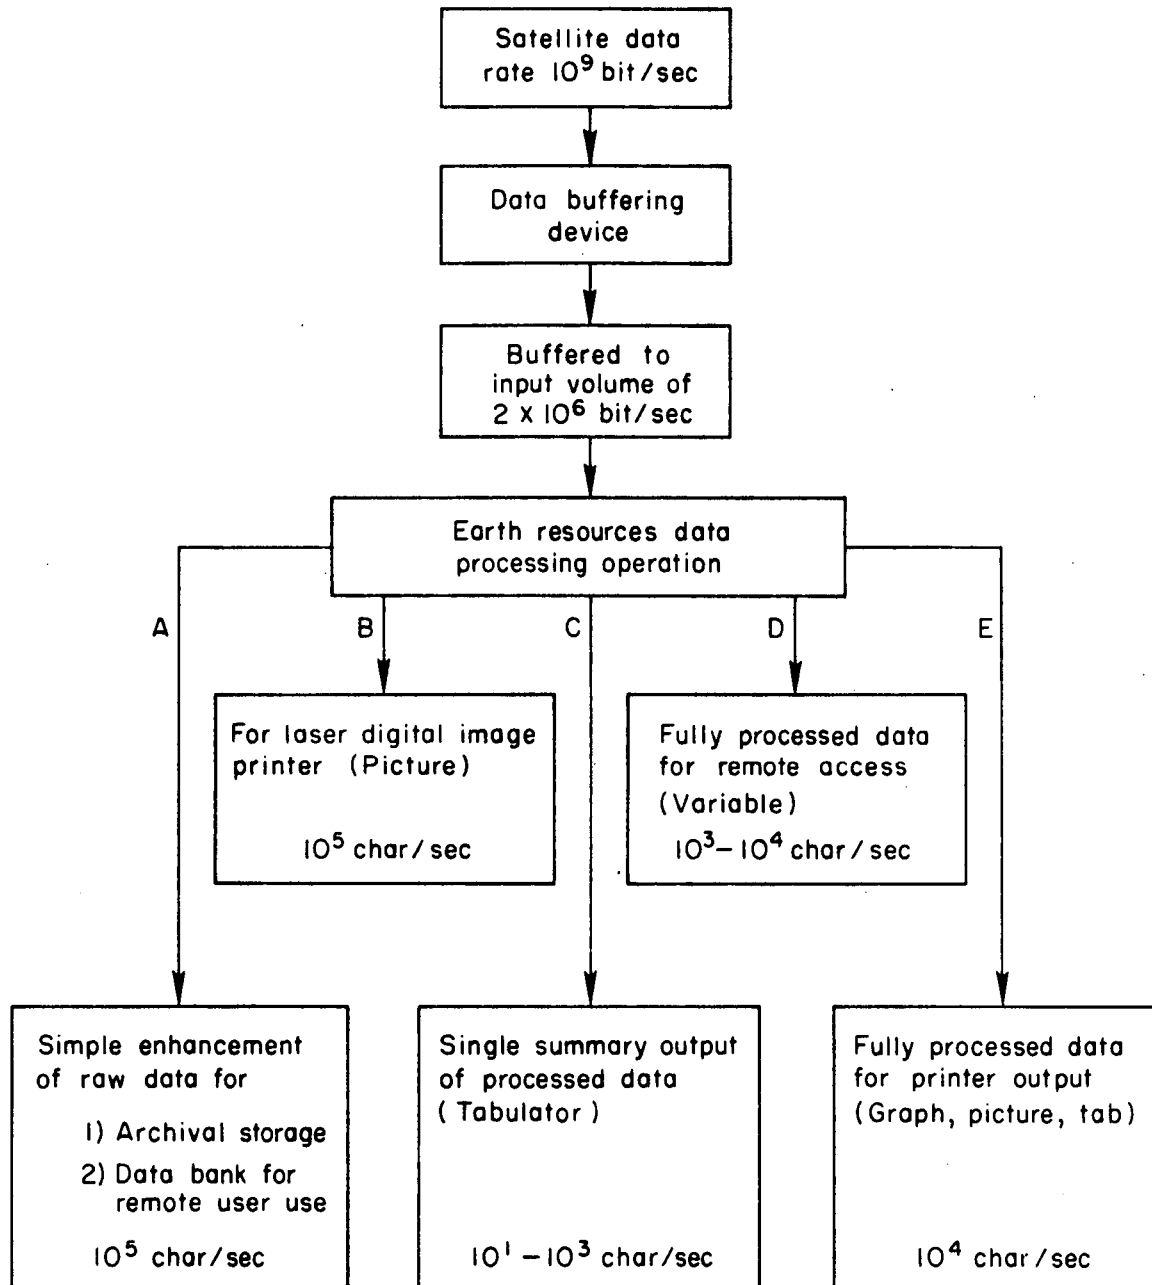 Satellite data
rate 10⁹ bit/sec
Data buffering
device
Buffered to
input volume of
2 X 10⁶ bit/sec
Earth resources data
processing operation
A
B
C
D
E
For laser digital image
printer (Picture)
10⁵ char/sec
Fully processed data
for remote access
(Variable)
10³–10⁴ char/sec
Simple enhancement
of raw data for
1) Archival storage
2) Data bank for
remote user use
10⁵ char/sec
Single summary output
of processed data
(Tabulator)
10¹–10³ char/sec
Fully processed data
for printer output
(Graph, picture, tab)
10⁴ char/sec